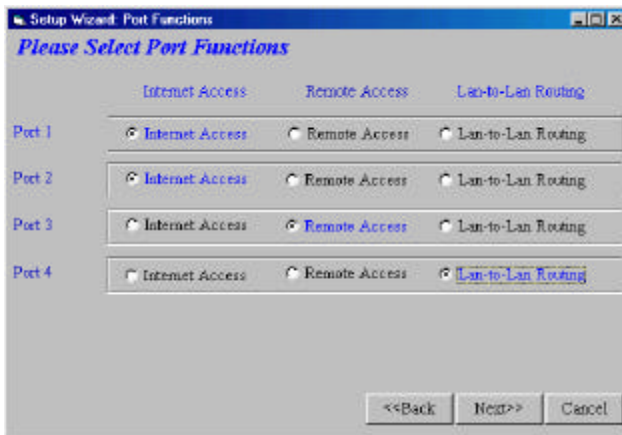 Setup Wizard: Port Functions
Please Select Port Functions
Internet Access Remote Access Lan-to-Lan Routing
Port 1 Internet Access Remote Access Lan-to-Lan Routing
Port 2 Internet Access Remote Access Lan-to-Lan Routing
Port 3 Internet Access Remote Access Lan-to-Lan Routing
Port 4 Internet Access Remote Access Lan-to-Lan Routing
<<Back Next>> Cancel